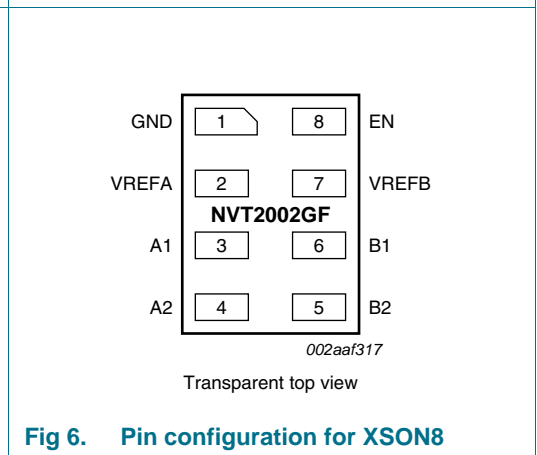 GND 1 8 EN
VREFA 2 7 VREFB
NVT2002GF
A1 3 6 B1
A2 4 5 B2
002aaf317
Transparent top view
Fig 6. Pin configuration for XSON8